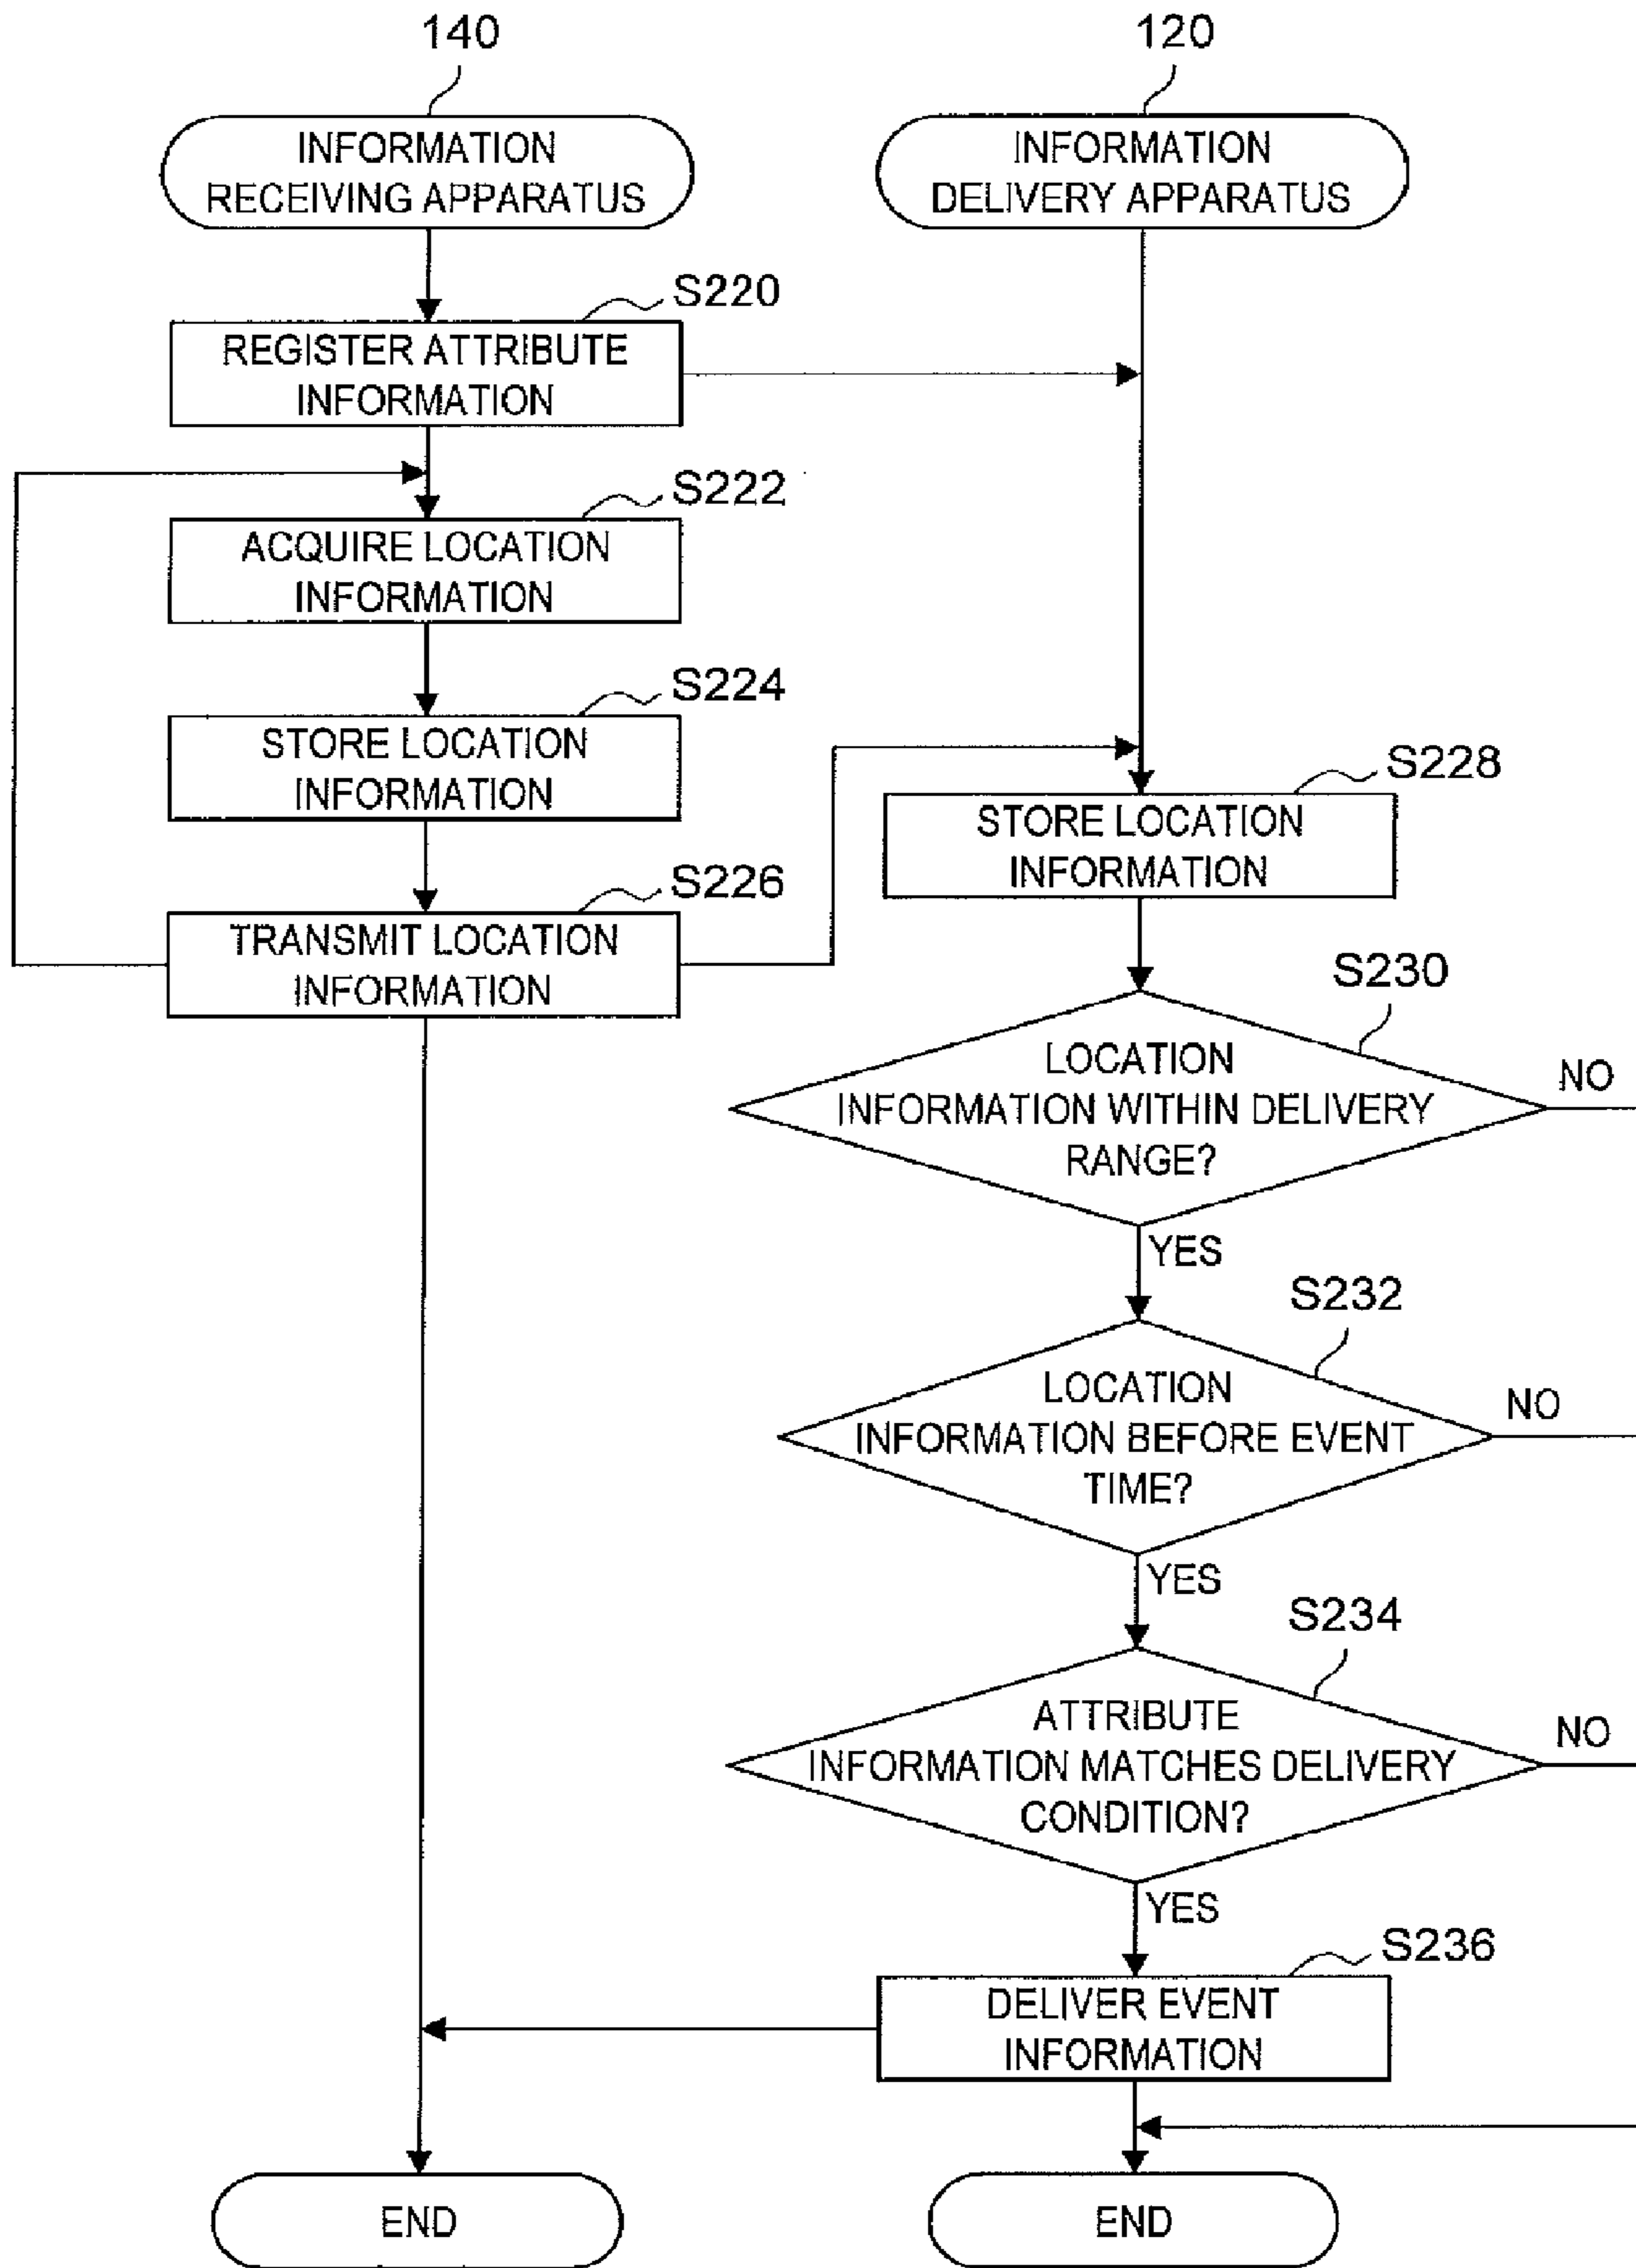 140
INFORMATION
RECEIVING APPARATUS
120
INFORMATION
DELIVERY APPARATUS
S220
REGISTER ATTRIBUTE
INFORMATION
S222
ACQUIRE LOCATION
INFORMATION
S224
STORE LOCATION
INFORMATION
S226
TRANSMIT LOCATION
INFORMATION
S228
STORE LOCATION
INFORMATION
S230
LOCATION
INFORMATION WITHIN DELIVERY
RANGE?
NO
YES
S232
LOCATION
INFORMATION BEFORE EVENT
TIME?
NO
YES
S234
ATTRIBUTE
INFORMATION MATCHES DELIVERY
CONDITION?
NO
YES
S236
DELIVER EVENT
INFORMATION
END
END